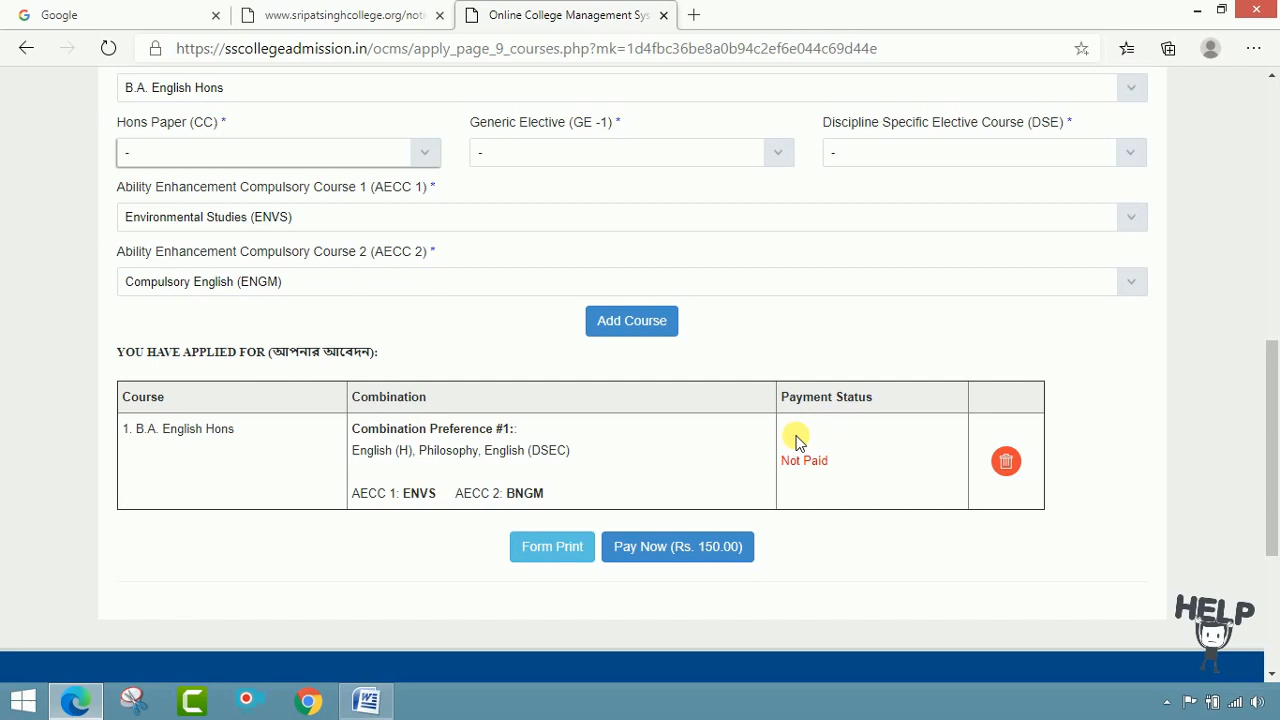 Google
www.sripatsinghcollege.org/not
Online College Management Sys
https://sscollegeadmission.in/ocms/apply_page_9_courses.php?mk=1d4fbc36be8a0b94c2ef6e044c69d44e
B.A. English Hons
Hons Paper (CC) * Generic Elective (GE -1) * Discipline Specific Elective Course (DSE) *
- - -
Ability Enhancement Compulsory Course 1 (AECC 1) *
Environmental Studies (ENVS)
Ability Enhancement Compulsory Course 2 (AECC 2) *
Compulsory English (ENGM)
Add Course
YOU HAVE APPLIED FOR (আপনার আবেদন):
Course Combination Payment Status
1. B.A. English Hons Combination Preference #1::
English (H), Philosophy, English (DSEC)
Not Paid
AECC 1: ENVS AECC 2: BNGM
Form Print Pay Now (Rs. 150.00)
HELP